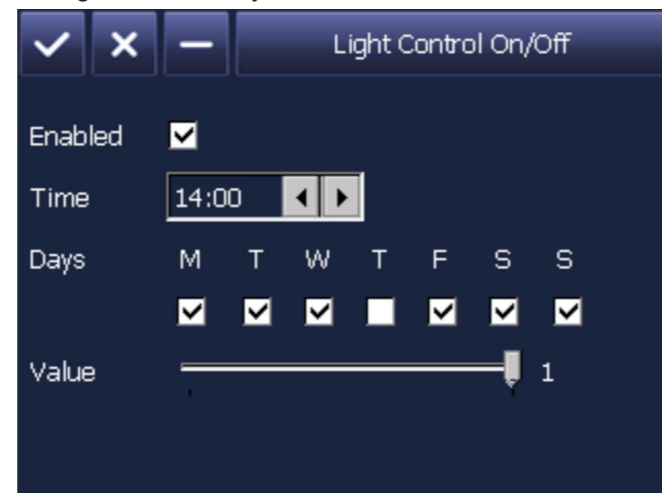 Light Control On/Off
Enabled
Time 14:00
Days M T W T F S S
Value 1